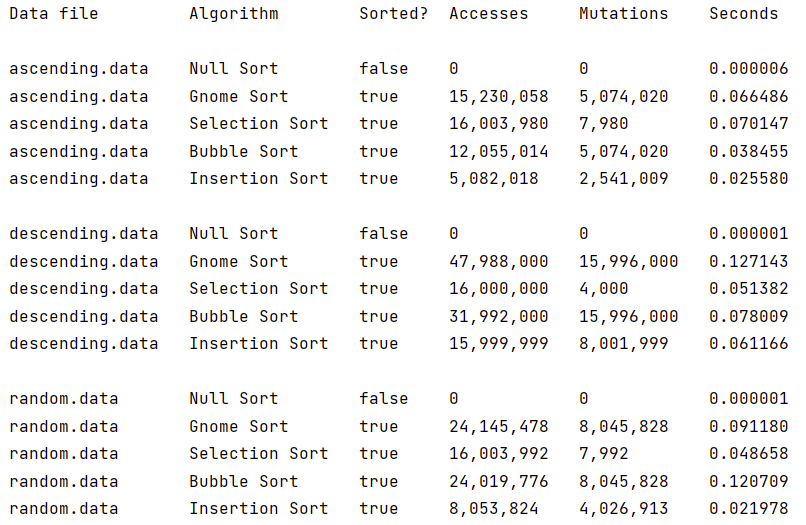 Data file Algorithm Sorted? Accesses Mutations Seconds
ascending.data Null Sort false 0 0 0.000006
ascending.data Gnome Sort true 15,230,058 5,074,020 0.066486
ascending.data Selection Sort true 16,003,980 7,980 0.070147
ascending.data Bubble Sort true 12,055,014 5,074,020 0.038455
ascending.data Insertion Sort true 5,082,018 2,541,009 0.025580
descending.data Null Sort false 0 0 0.000001
descending.data Gnome Sort true 47,988,000 15,996,000 0.127143
descending.data Selection Sort true 16,000,000 4,000 0.051382
descending.data Bubble Sort true 31,992,000 15,996,000 0.078009
descending.data Insertion Sort true 15,999,999 8,001,999 0.061166
random.data Null Sort false 0 0 0.000001
random.data Gnome Sort true 24,145,478 8,045,828 0.091180
random.data Selection Sort true 16,003,992 7,992 0.048658
random.data Bubble Sort true 24,019,776 8,045,828 0.120709
random.data Insertion Sort true 8,053,824 4,026,913 0.021978